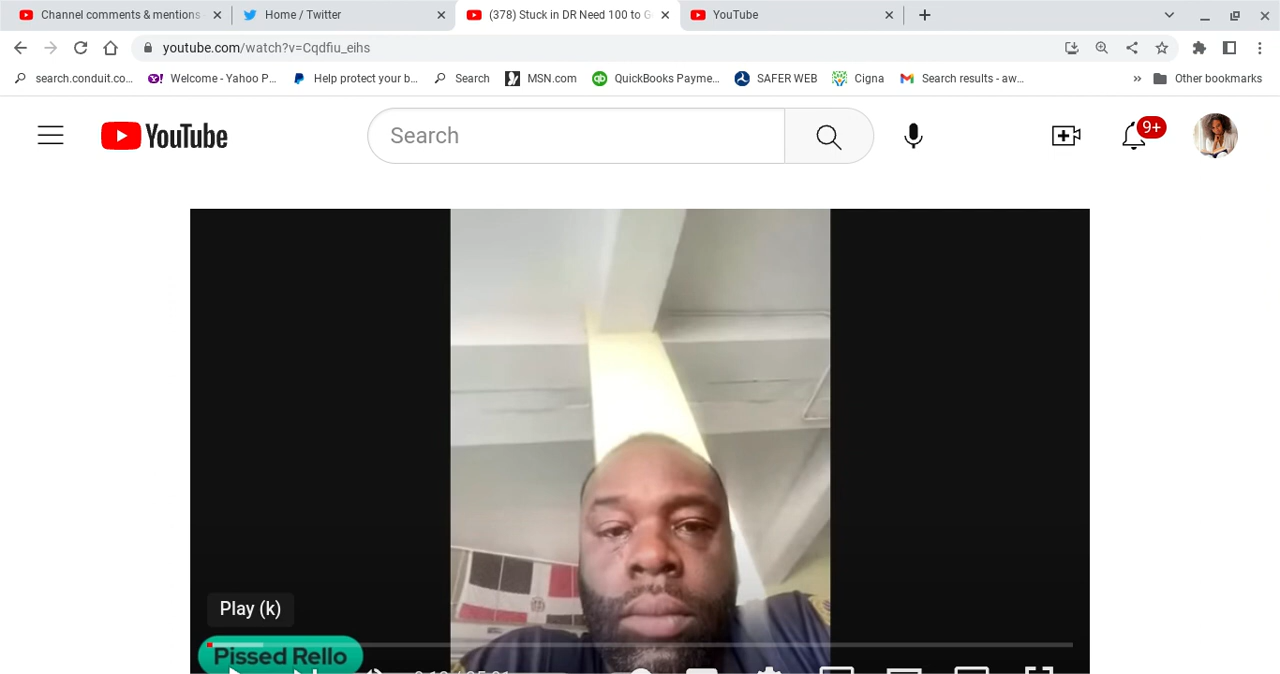 Channel comments & mentions
Home / Twitter
(378) Stuck in DR Need 100 to G
YouTube
youtube.com/watch?v=Cqdfiu_eihs
search.conduit.co...
Welcome - Yahoo P...
Help protect your b...
Search
MSN.com
QuickBooks Payme...
SAFER WEB
Cigna
Search results - aw...
»
Other bookmarks
YouTube
Search
9+
Play (k)
Pissed Rello